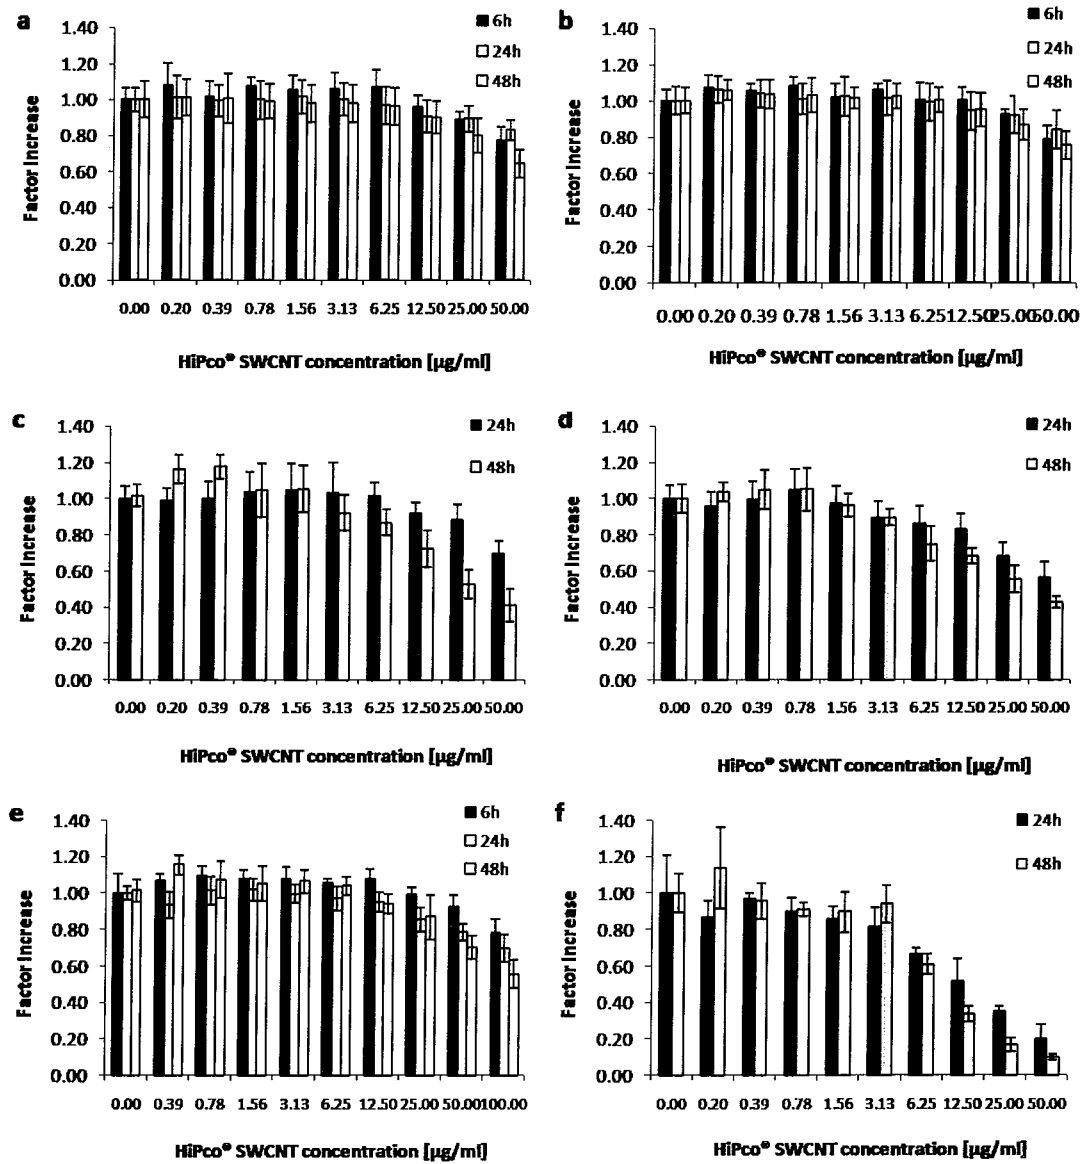 a
6h
24h
48h
1.40
1.20
1.00
0.80
0.60
0.40
0.20
0.00
Factor Increase
0.00 0.20 0.39 0.78 1.56 3.13 6.25 12.50 25.00 50.00
HiPco® SWCNT concentration [µg/ml]
b
6h
24h
48h
1.40
1.20
1.00
0.80
0.60
0.40
0.20
0.00
Factor Increase
0.00 0.20 0.39 0.78 1.56 3.13 6.25 12.50 25.00 50.00
HiPco® SWCNT concentration [µg/ml]
c
24h
48h
1.40
1.20
1.00
0.80
0.60
0.40
0.20
0.00
Factor Increase
0.00 0.20 0.39 0.78 1.56 3.13 6.25 12.50 25.00 50.00
HiPco® SWCNT concentration [µg/ml]
d
24h
48h
1.40
1.20
1.00
0.80
0.60
0.40
0.20
0.00
Factor Increase
0.00 0.20 0.39 0.78 1.56 3.13 6.25 12.50 25.00 50.00
HiPco® SWCNT concentration [µg/ml]
e
6h
24h
48h
1.40
1.20
1.00
0.80
0.60
0.40
0.20
0.00
Factor Increase
0.00 0.39 0.78 1.56 3.13 6.25 12.50 25.00 50.00 100.00
HiPco® SWCNT concentration [µg/ml]
f
24h
48h
1.40
1.20
1.00
0.80
0.60
0.40
0.20
0.00
Factor Increase
0.00 0.20 0.39 0.78 1.56 3.13 6.25 12.50 25.00 50.00
HiPco® SWCNT concentration [µg/ml]